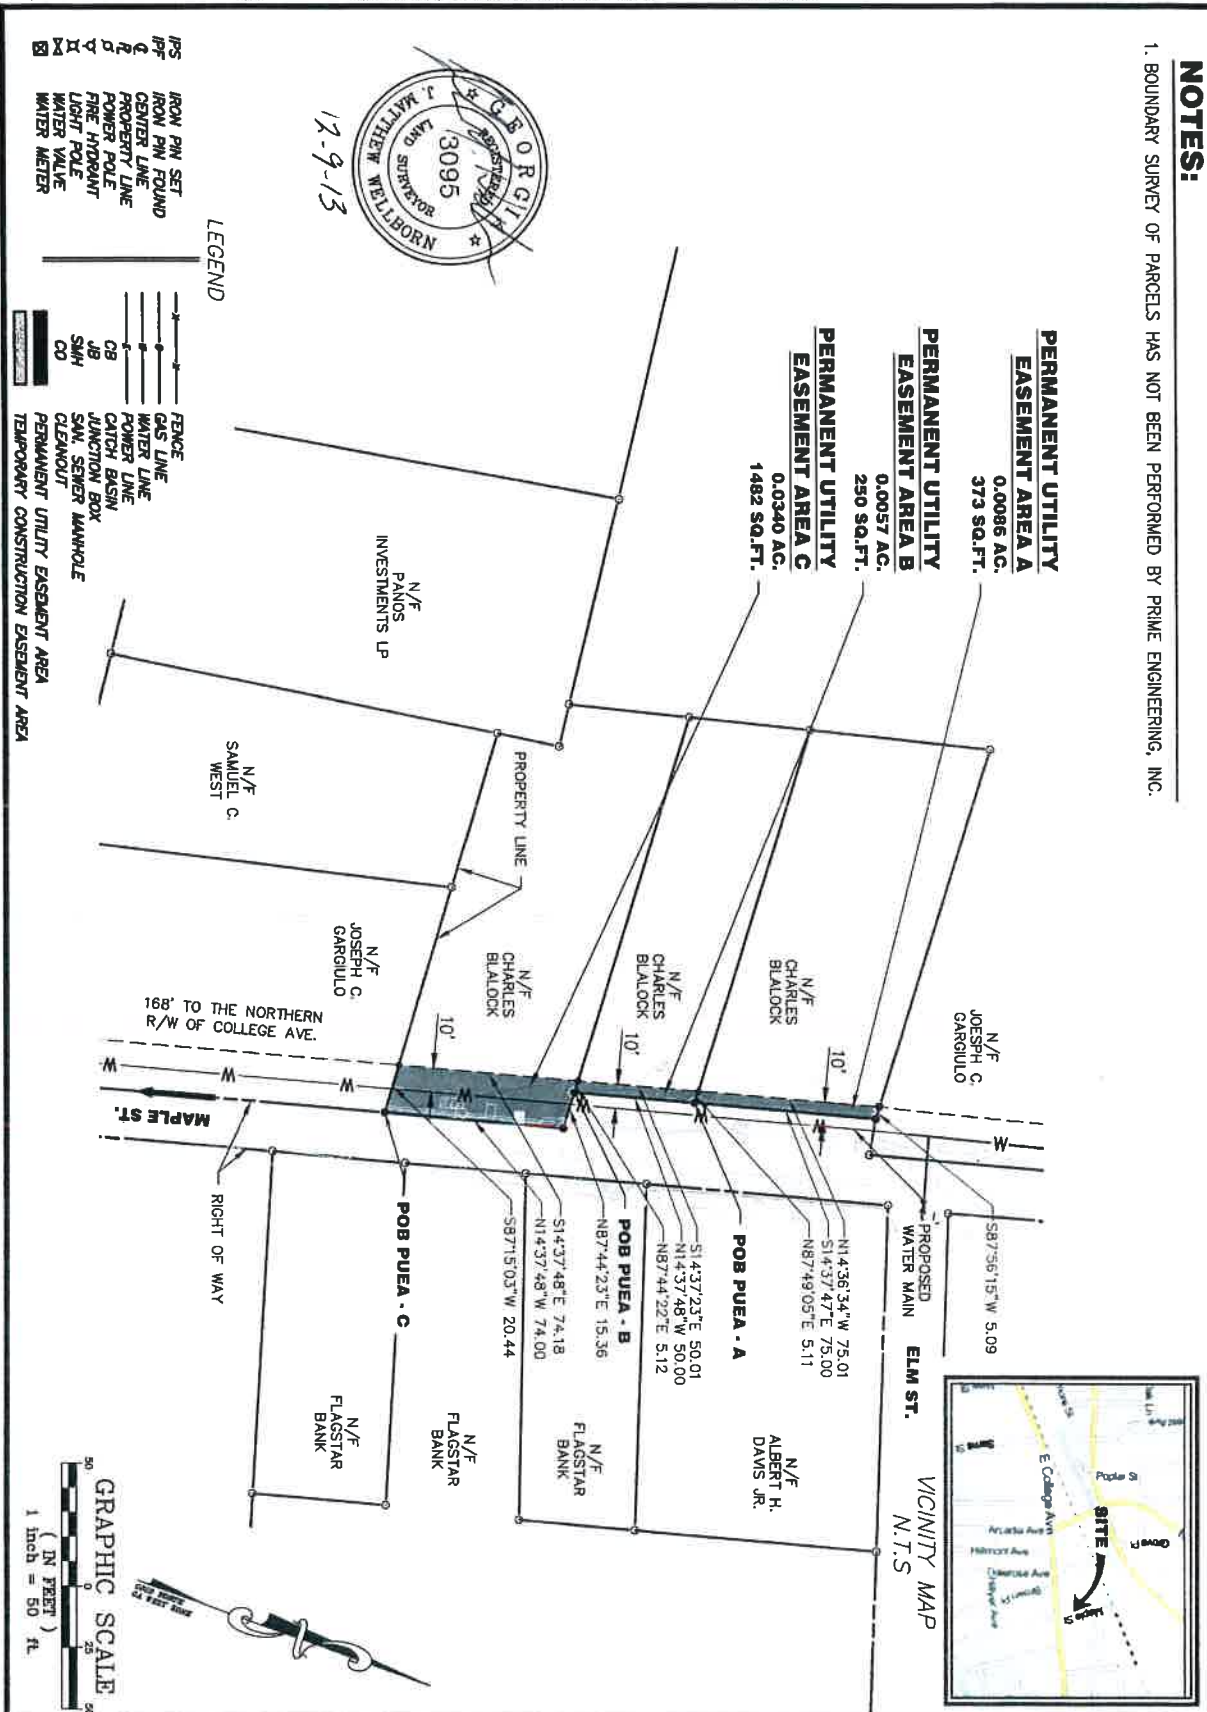 NOTES:
1. BOUNDARY SURVEY OF PARCELS HAS NOT BEEN PERFORMED BY PRIME ENGINEERING, INC.
PERMANENT UTILITY
EASEMENT AREA A
0.0086 AC.
373 SQ.FT.
PERMANENT UTILITY
EASEMENT AREA B
0.0057 AC.
250 SQ.FT.
PERMANENT UTILITY
EASEMENT AREA C
0.0340 AC.
1482 SQ.FT.
GEORGIA
REGISTERED
3095
LAND SURVEYOR
J. MATTHEW WELLBORN
12-9-13
LEGEND
IPS IRON PIN SET
IPF IRON PIN FOUND
CENTER LINE
PROPERTY LINE
POWER POLE
FIRE HYDRANT
LIGHT POLE
WATER VALVE
WATER METER
FENCE
GAS LINE
WATER LINE
POWER LINE
CB CATCH BASIN
JB JUNCTION BOX
SMH SAN. SEWER MANHOLE
CO CLEANOUT
PERMANENT UTILITY EASEMENT AREA
TEMPORARY CONSTRUCTION EASEMENT AREA
N/F
PANOS
INVESTMENTS LP
N/F
SAMUEL C.
WEST
PROPERTY LINE
N/F
JOESPH C.
GARGIULO
N/F
CHARLES
BLALOCK
N/F
CHARLES
BLALOCK
N/F
CHARLES
BLALOCK
N/F
JOSEPH C.
GARGIULO
10'
10'
10'
168' TO THE NORTHERN
R/W OF COLLEGE AVE.
W
W
W
W
W
W
W
W
MAPLE ST.
RIGHT OF WAY
S87°56'15"W 5.09
PROPOSED
WATER MAIN
ELM ST.
N14°36'34"W 75.01
S14°37'47"E 75.00
N87°49'05"E 5.11
POB PUEA - A
S14°37'23"E 50.01
N14°37'48"W 50.00
N87°44'22"E 5.12
POB PUEA - B
N87°44'23"E 15.36
S14°37'48"E 74.18
N14°37'48"W 74.00
S87°15'03"W 20.44
POB PUEA - C
N/F
ALBERT H.
DAVIS JR.
N/F
FLAGSTAR
BANK
N/F
FLAGSTAR
BANK
N/F
FLAGSTAR
BANK
Oak Ln
Poplar St
E College Ave
SITE
Grove
Arcadia Ave
Hillmont Ave
VICINITY MAP
N.T.S
GRAPHIC SCALE
50 0 25 50
( IN FEET )
1 inch = 50 ft.